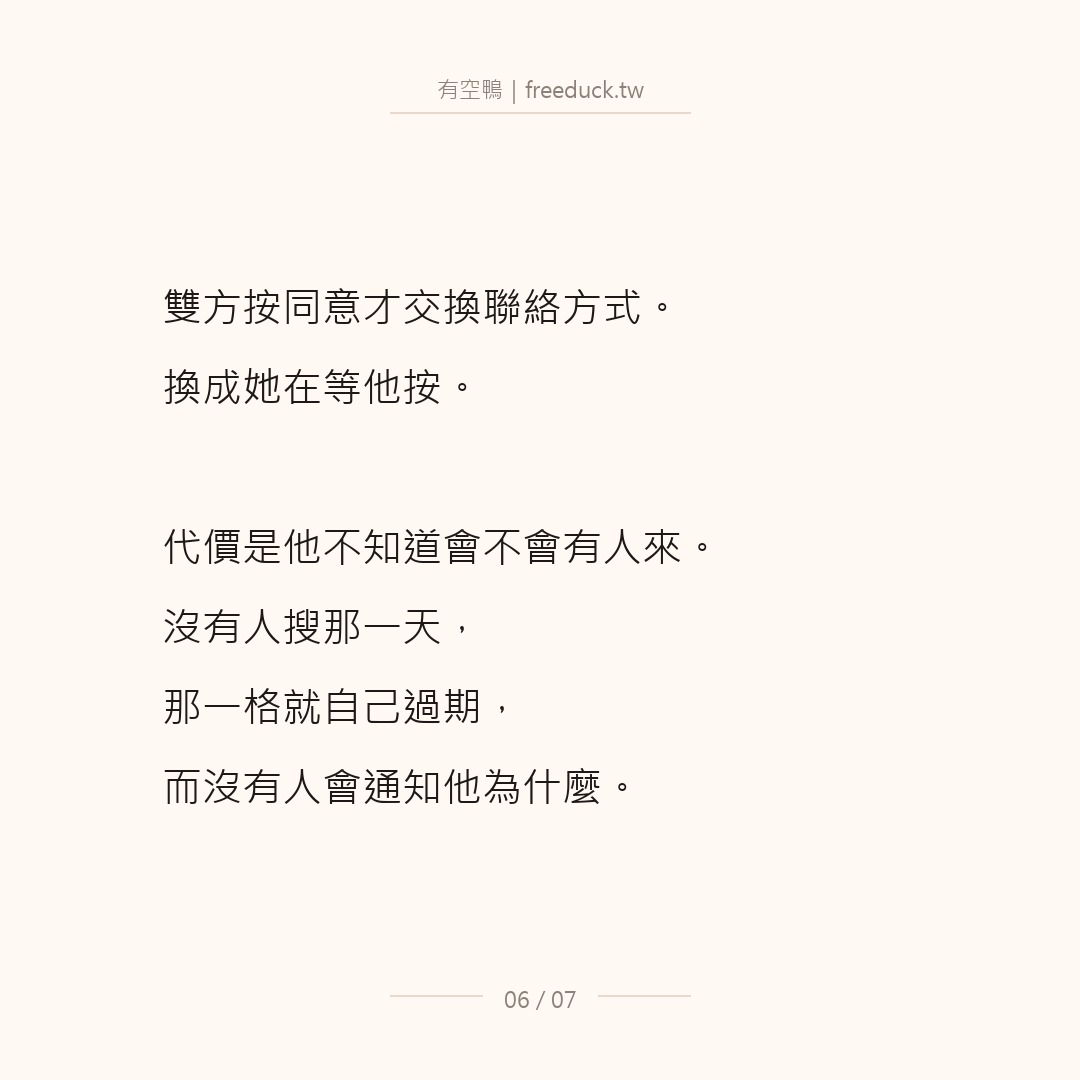 有空鴨｜freeduck.tw
雙方按同意才交換聯絡方式。
換成她在等他按。
代價是他不知道會不會有人來。
沒有人搜那一天，
那一格就自己過期，
而沒有人會通知他為什麼。
06 / 07